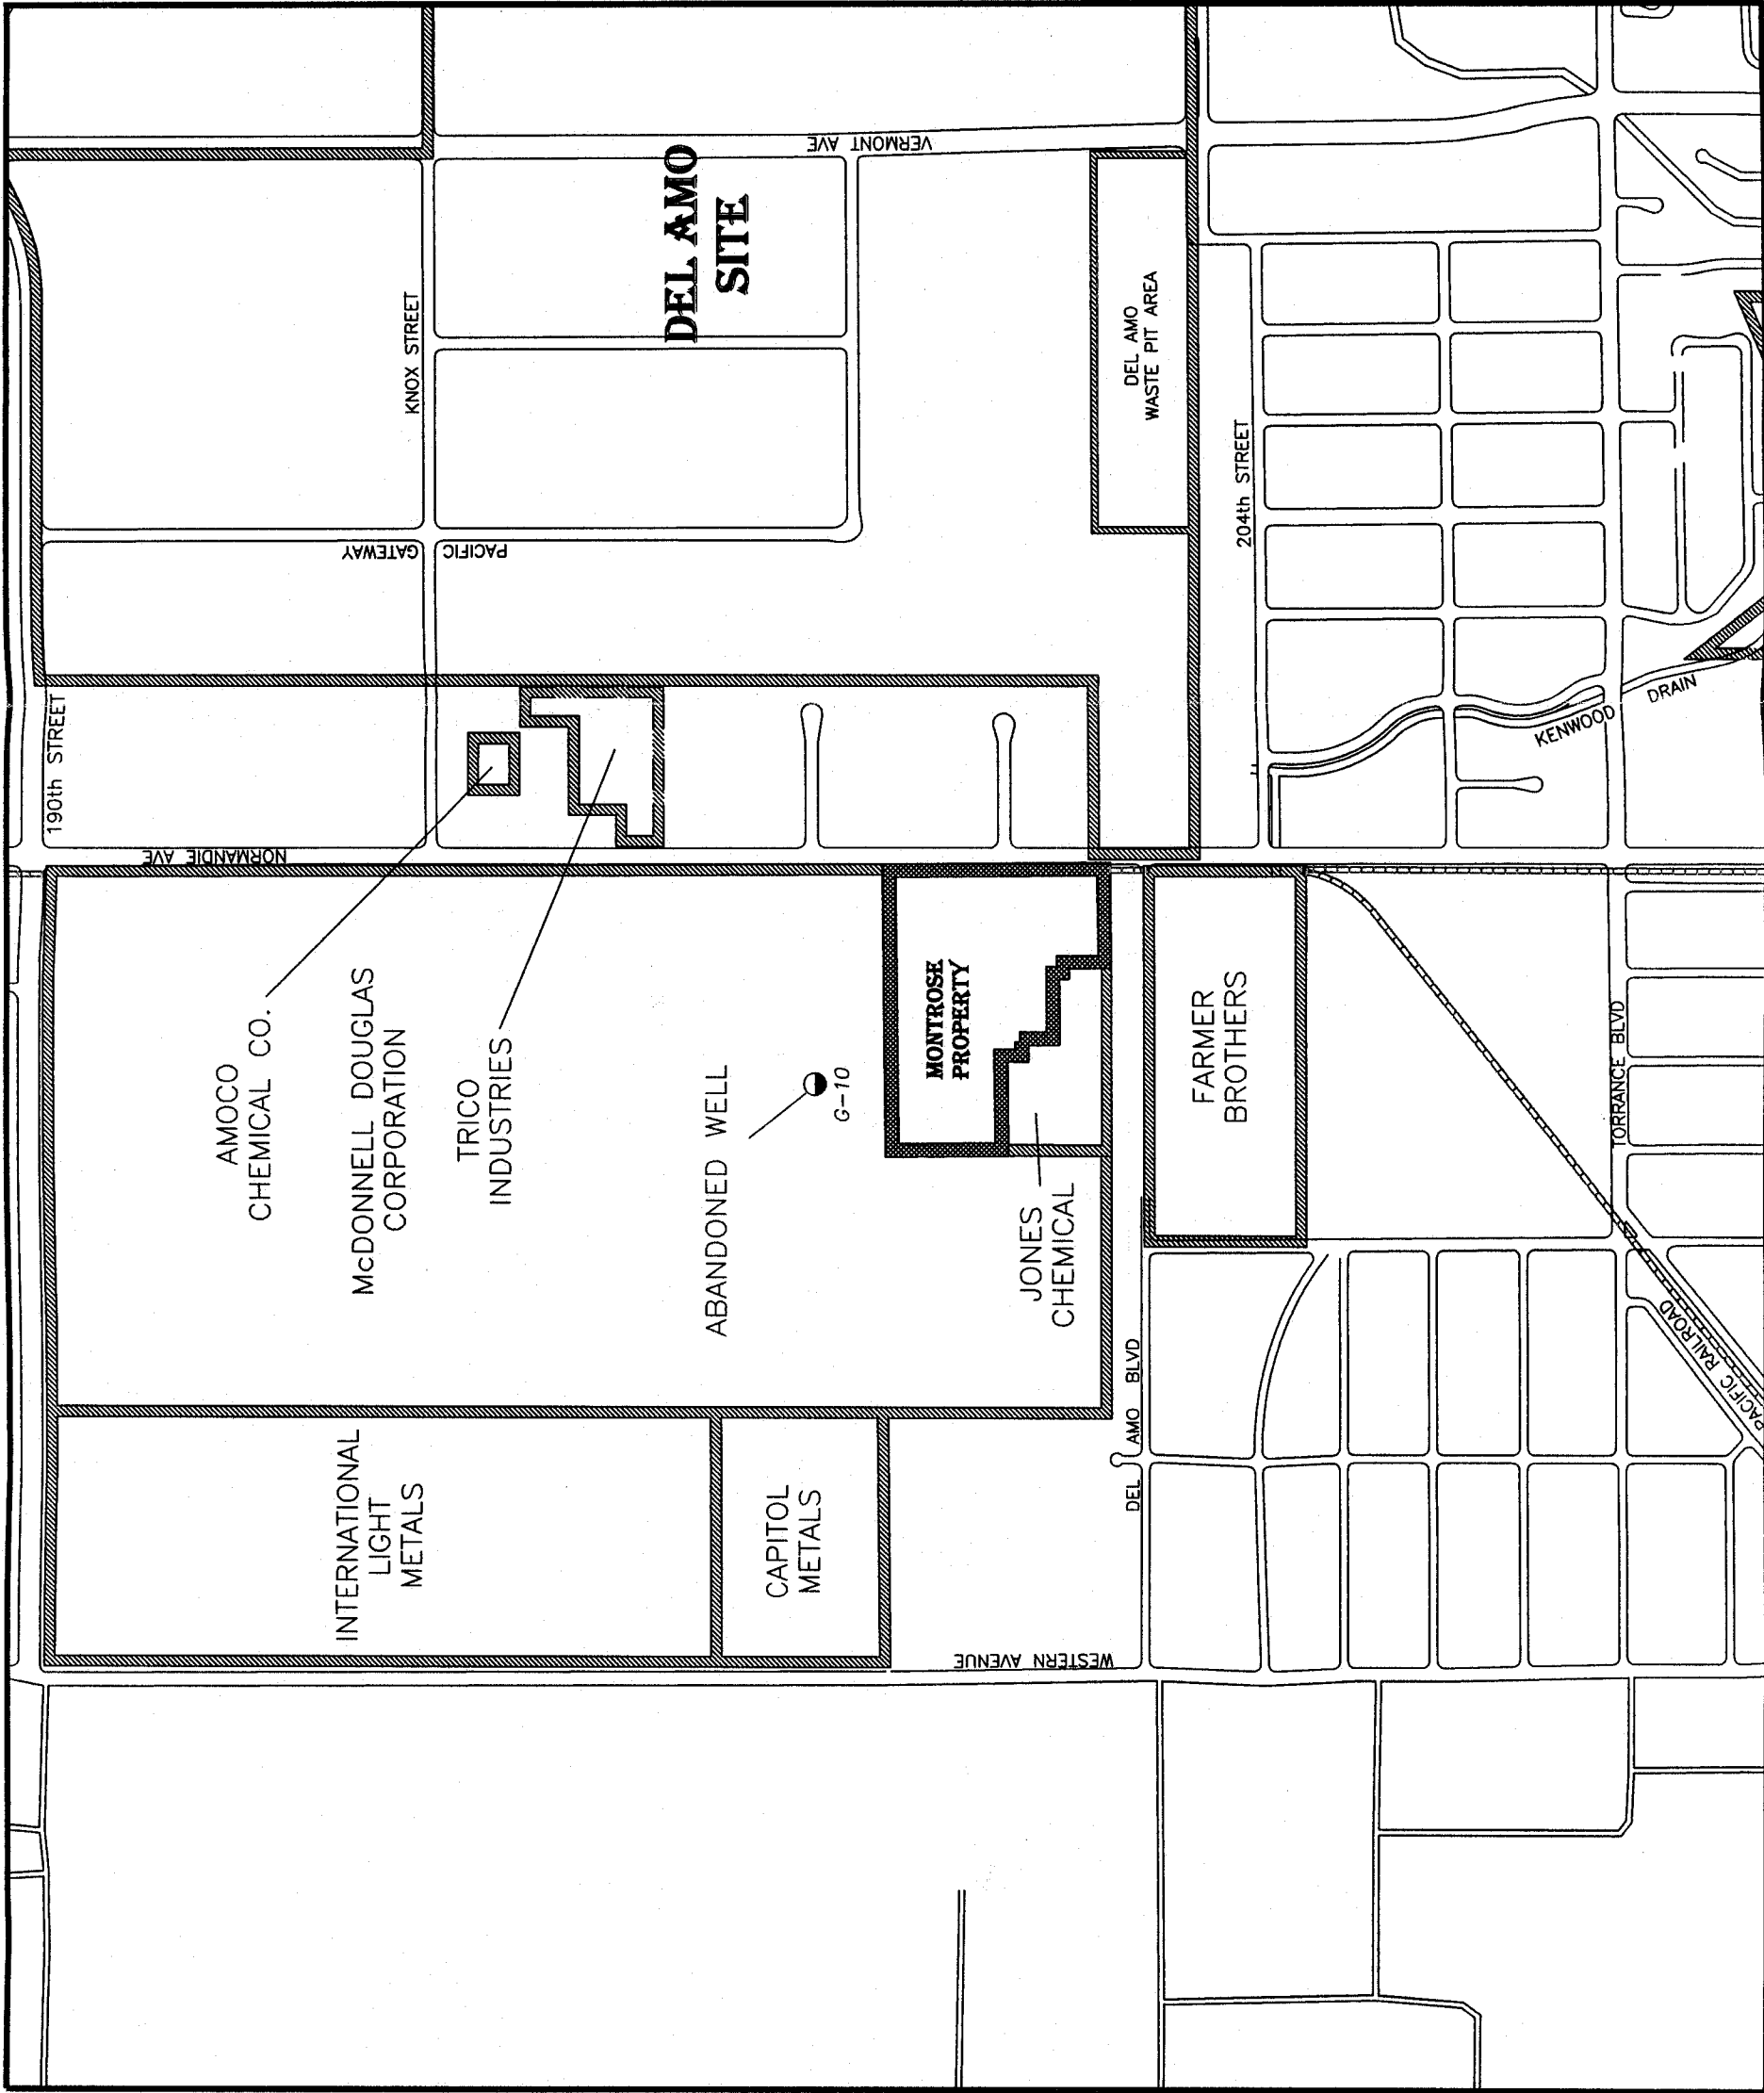 190th STREET
KNOX STREET
VERMONT AVE
DEL AMO
SITE
PACIFIC
GATEWAY
DEL AMO
WASTE PIT AREA
204th STREET
NORMANDIE AVE
AMOCO
CHEMICAL CO.
McDONNELL DOUGLAS
CORPORATION
TRICO
INDUSTRIES
ABANDONED WELL
G-10
MONTROSE
PROPERTY
JONES
CHEMICAL
FARMER
BROTHERS
KENWOOD
DRAIN
TORRANCE BLVD
INTERNATIONAL
LIGHT
METALS
CAPITOL
METALS
DEL AMO BLVD
WESTERN AVENUE
PACIFIC RAILROAD